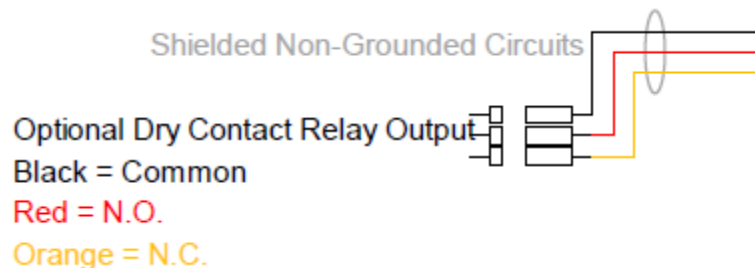 Shielded Non-Grounded Circuits
Optional Dry Contact Relay Output
Black = Common
Red = N.O.
Orange = N.C.